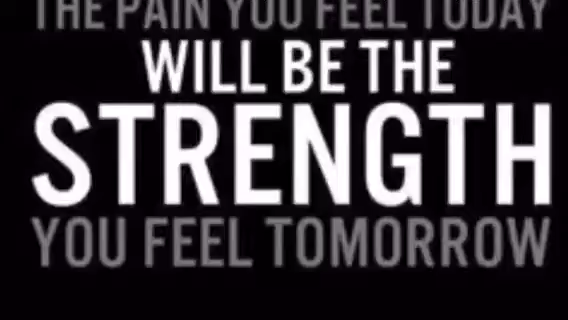 THE PAIN YOU FEEL TODAY
WILL BE THE
STRENGTH
YOU FEEL TOMORROW